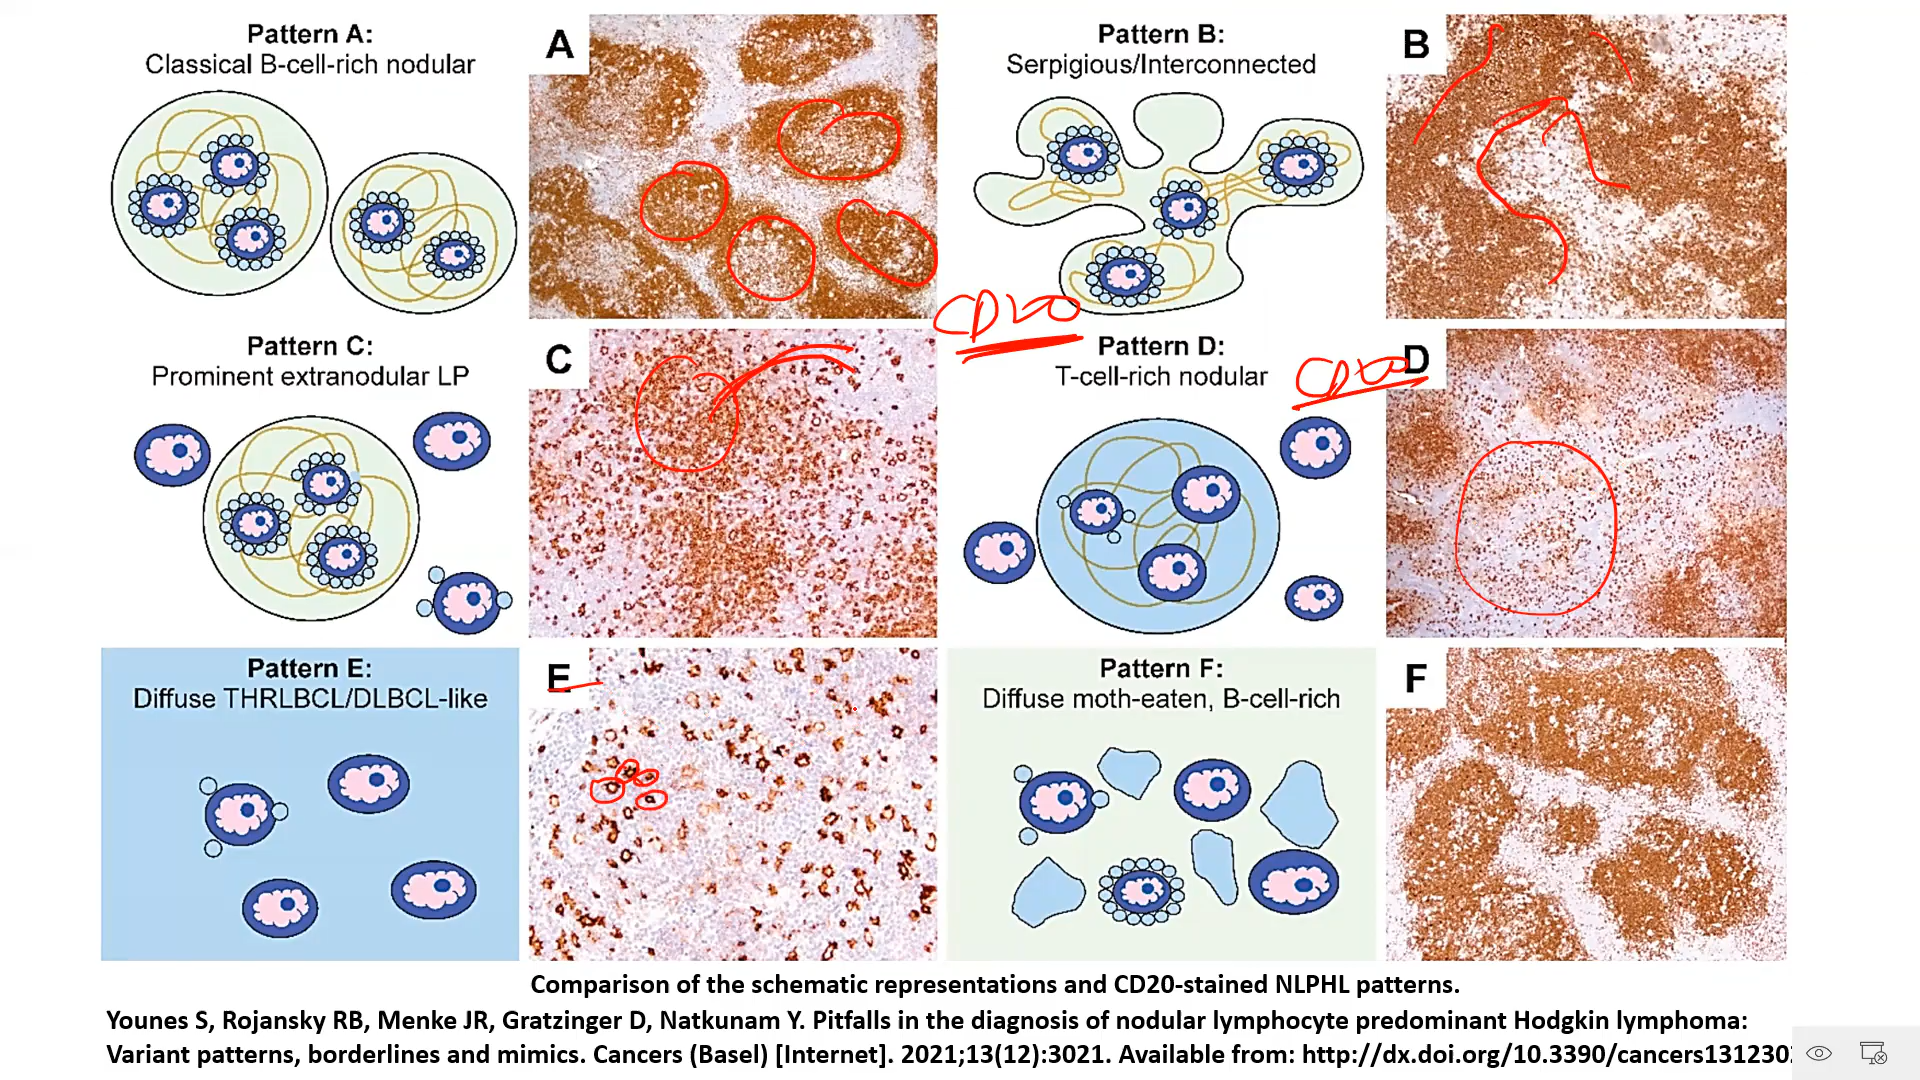 Pattern A:
Classical B-cell-rich nodular
A
Pattern B:
Serpigious/Interconnected
B
CD20
Pattern C:
Prominent extranodular LP
C
Pattern D:
T-cell-rich nodular
CD20
D
Pattern E:
Diffuse THRLBCL/DLBCL-like
E
Pattern F:
Diffuse moth-eaten, B-cell-rich
F
Comparison of the schematic representations and CD20-stained NLPHL patterns.
Younes S, Rojansky RB, Menke JR, Gratzinger D, Natkunam Y. Pitfalls in the diagnosis of nodular lymphocyte predominant Hodgkin lymphoma:
Variant patterns, borderlines and mimics. Cancers (Basel) [Internet]. 2021;13(12):3021. Available from: http://dx.doi.org/10.3390/cancers131230